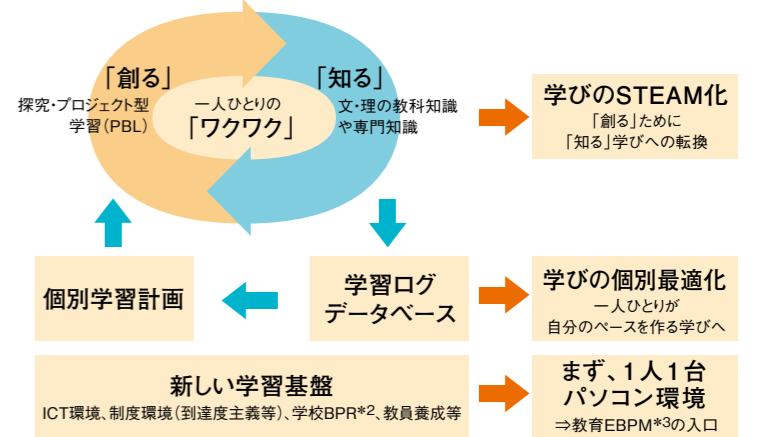 「創る」
探究・プロジェクト型
学習(PBL)
一人ひとりの
「ワクワク」
「知る」
文・理の教科知識
や専門知識
学びのSTEAM化
「創る」ために
「知る」学びへの転換
個別学習計画
学習ログ
データベース
学びの個別最適化
一人ひとりが
自分のペースを作る学びへ
新しい学習基盤
ICT環境、制度環境(到達度主義等)、学校BPR*2、教員養成等
まず、1人1台
パソコン環境
⇒教育EBPM*3の入口